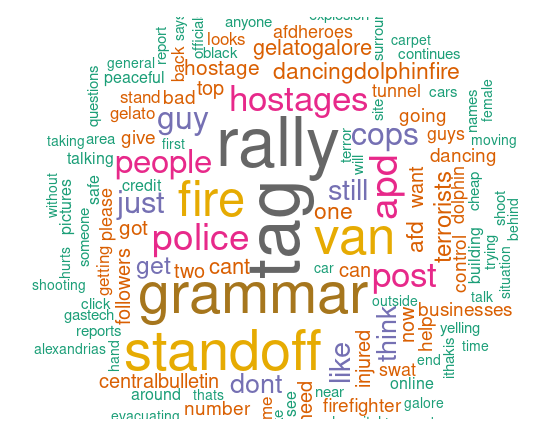 explosion
anyone
says
official
surrour
report
afdheroes
looks
oblack
back
gelatogalore
carpet
continues
general
peaceful
hostage
dancingdolphinfire
questions
stand
bad
top
hostages
tunnel
cars
names
female
gelato
guy
rally
cops
site
going
taking
area
give
first
terror
guys
moving
talking
people
will
apd
dancing
without
pictures
safe
please
credit
just
fire
tag
still
want
terrorists
dolphin
cheap
shoot
behind
someone
got
police
one
van
afd
control
building
trying
situation
hurts
getting
followers
get
two
cant
car
can
post
shooting
click
grammar
outside
businesses
talk
gastech
reports
standoff
like
think
now
help
yelling
alexandrias
hand
injured
end
ithakis
time
centralbulletin
dont
swat
online
around
thats
me
see
need
near
firefighter
galore
evacuating
number